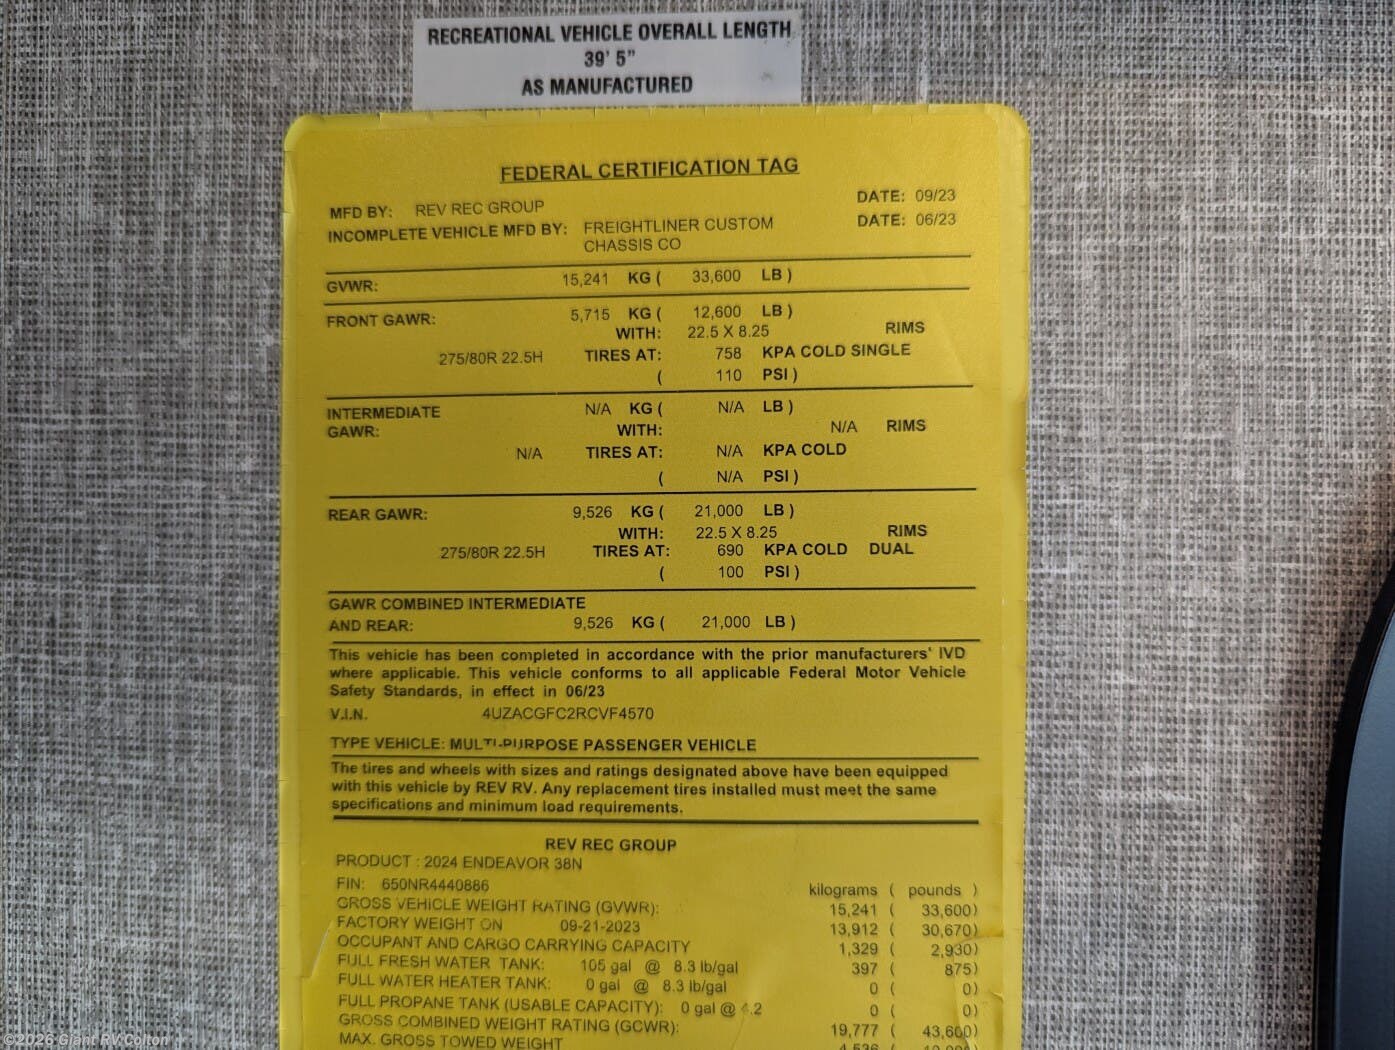 RECREATIONAL VEHICLE OVERALL LENGTH
39' 5"
AS MANUFACTURED
FEDERAL CERTIFICATION TAG
MFD BY: REV REC GROUP DATE: 09/23
INCOMPLETE VEHICLE MFD BY: FREIGHTLINER CUSTOM DATE: 06/23
CHASSIS CO
GVWR: 15,241 KG ( 33,600 LB )
FRONT GAWR: 5,715 KG ( 12,600 LB )
WITH: 22.5 X 8.25 RIMS
275/80R 22.5H TIRES AT: 758 KPA COLD SINGLE
( 110 PSI )
INTERMEDIATE N/A KG ( N/A LB )
GAWR: WITH: N/A RIMS
N/A TIRES AT: N/A KPA COLD
( N/A PSI )
REAR GAWR: 9,526 KG ( 21,000 LB )
WITH: 22.5 X 8.25 RIMS
275/80R 22.5H TIRES AT: 690 KPA COLD DUAL
( 100 PSI )
GAWR COMBINED INTERMEDIATE
AND REAR: 9,526 KG ( 21,000 LB )
This vehicle has been completed in accordance with the prior manufacturers' IVD
where applicable. This vehicle conforms to all applicable Federal Motor Vehicle
Safety Standards, in effect in 06/23
V.I.N. 4UZACGFC2RCVF4570
TYPE VEHICLE: MULTI-PURPOSE PASSENGER VEHICLE
The tires and wheels with sizes and ratings designated above have been equipped
with this vehicle by REV RV. Any replacement tires installed must meet the same
specifications and minimum load requirements.
REV REC GROUP
PRODUCT : 2024 ENDEAVOR 38N
FIN: 650NR4440886 kilograms ( pounds )
GROSS VEHICLE WEIGHT RATING (GVWR): 15,241 ( 33,600)
FACTORY WEIGHT ON 09-21-2023 13,912 ( 30,670)
OCCUPANT AND CARGO CARRYING CAPACITY 1,329 ( 2,930)
FULL FRESH WATER TANK: 105 gal @ 8.3 lb/gal 397 ( 875)
FULL WATER HEATER TANK: 0 gal @ 8.3 lb/gal 0 ( 0)
FULL PROPANE TANK (USABLE CAPACITY): 0 gal @ 4.2 0 ( 0)
GROSS COMBINED WEIGHT RATING (GCWR): 19,777 ( 43,600)
MAX. GROSS TOWED WEIGHT
©2026 Giant RV Colton